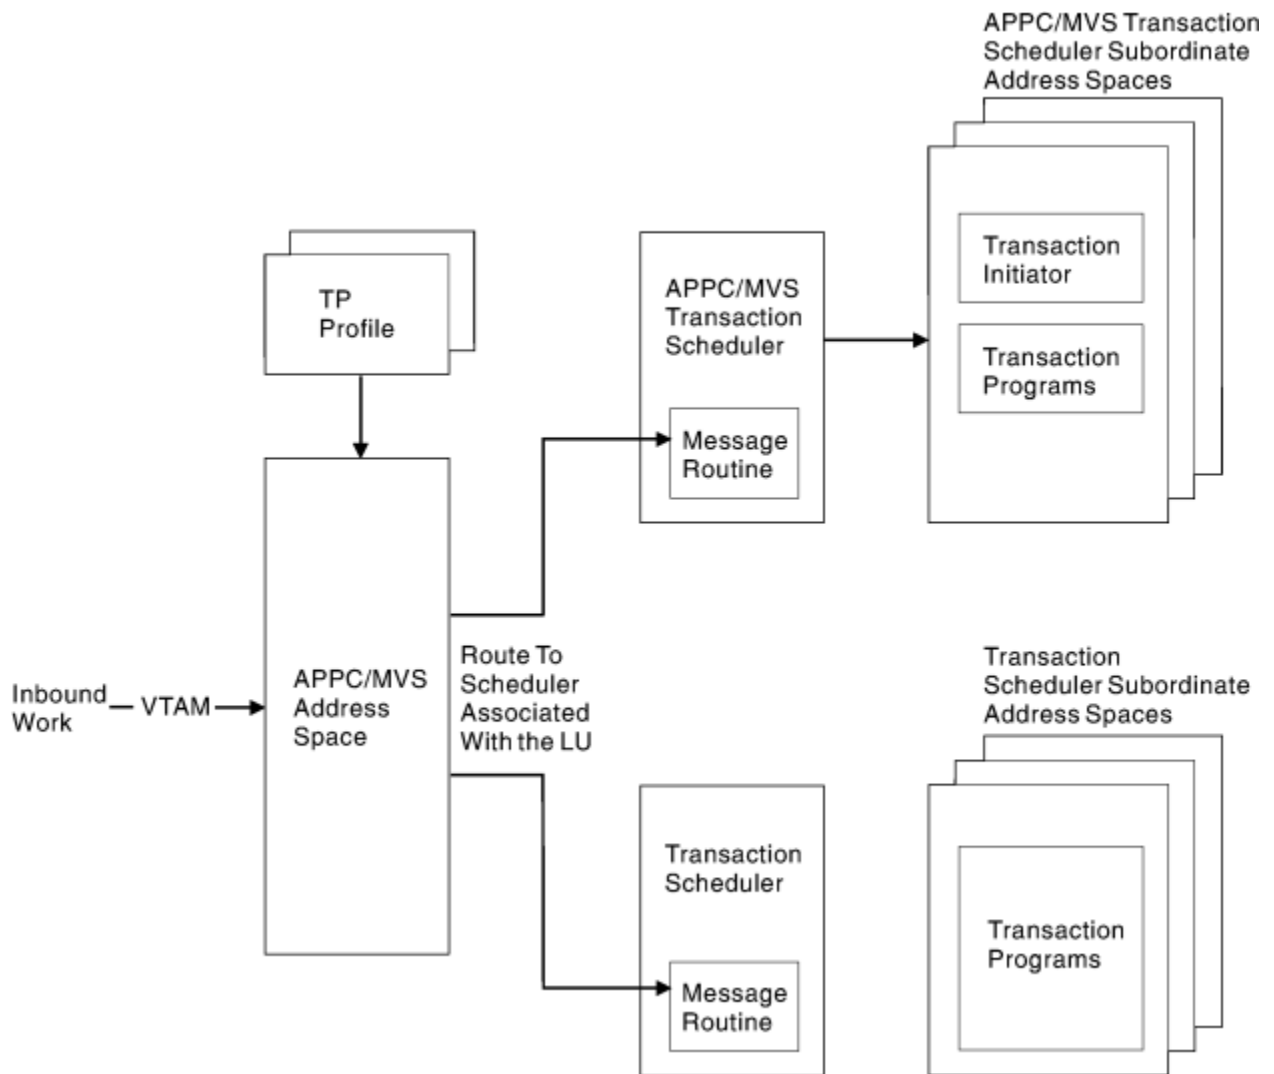 APPC/MVS Transaction
Scheduler Subordinate
Address Spaces
Transaction
Initiator
Transaction
Programs
APPC/MVS
Transaction
Scheduler
Message
Routine
TP
Profile
Inbound
Work
VTAM
APPC/MVS
Address
Space
Route To
Scheduler
Associated
With the LU
Transaction
Scheduler
Message
Routine
Transaction
Scheduler Subordinate
Address Spaces
Transaction
Programs